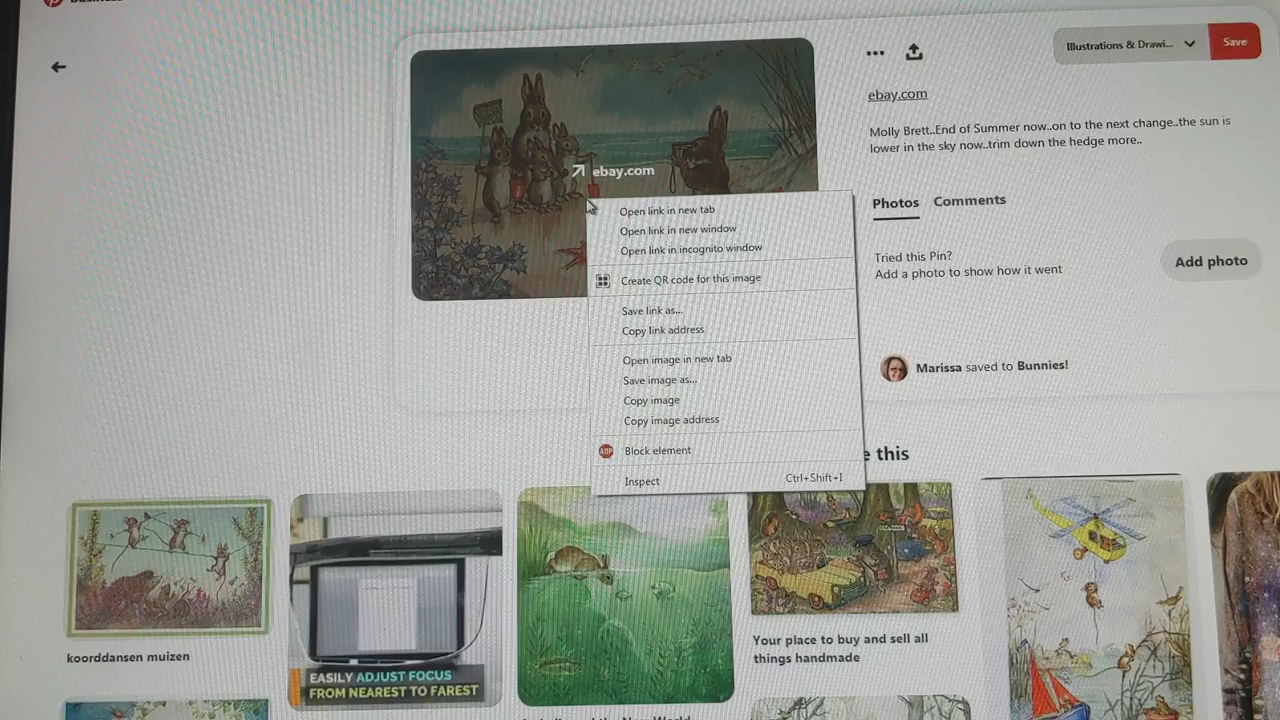 Illustrations & Drawi...
Save
ebay.com
Molly Brett..End of Summer now..on to the next change..the sun is
lower in the sky now..trim down the hedge more..
ebay.com
Photos
Comments
Tried this Pin?
Add a photo to show how it went
Add photo
Marissa saved to Bunnies!
Open link in new tab
Open link in new window
Open link in incognito window
Create QR code for this image
Save link as...
Copy link address
Open image in new tab
Save image as...
Copy image
Copy image address
ABP
Block element
Inspect
Ctrl+Shift+I
this
koorddansen muizen
EASILY ADJUST FOCUS
FROM NEAREST TO FAREST
Your place to buy and sell all
things handmade